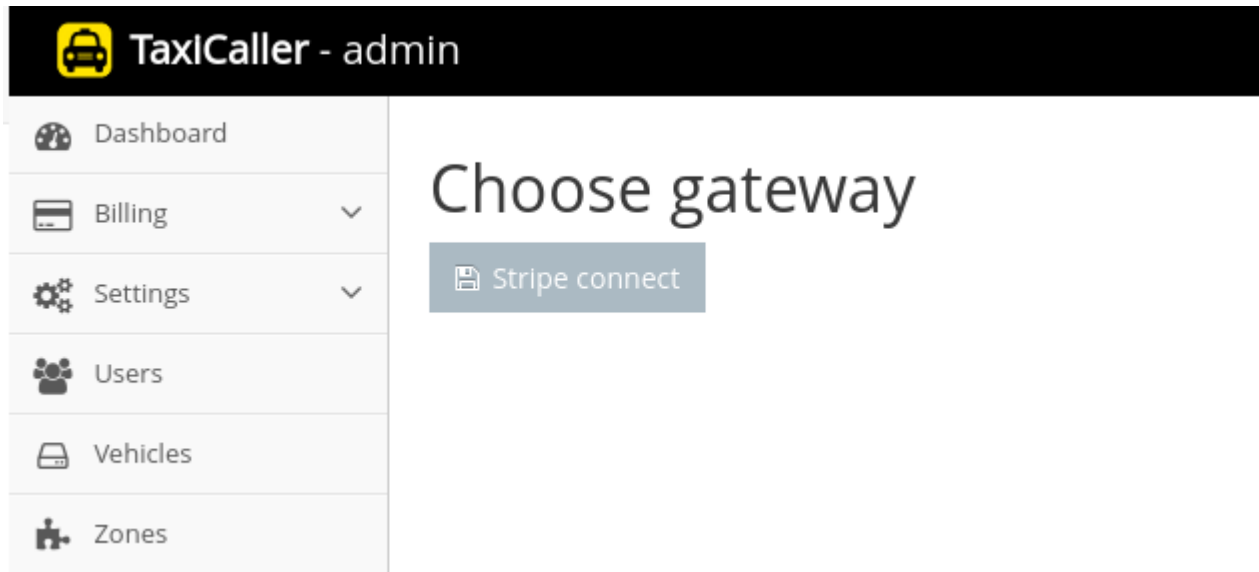 TaxiCaller - admin
Dashboard
Billing
Settings
Users
Vehicles
Zones
Choose gateway
Stripe connect